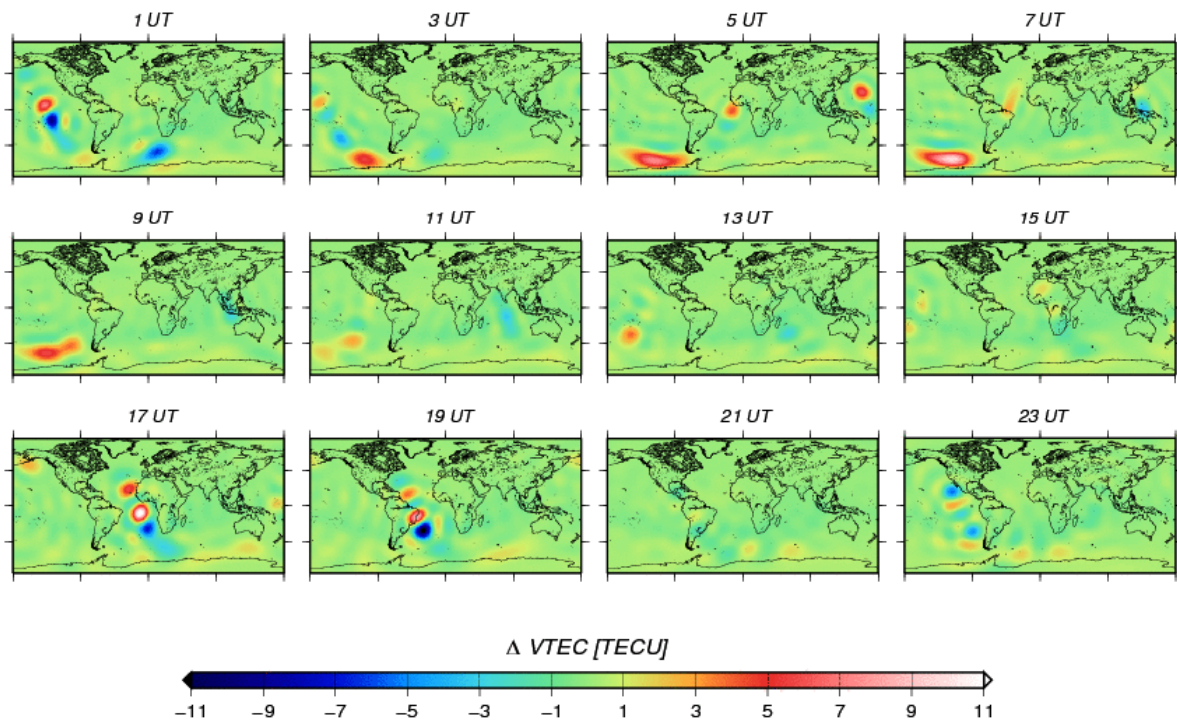 1 UT 3 UT 5 UT 7 UT
9 UT 11 UT 13 UT 15 UT
17 UT 19 UT 21 UT 23 UT
Δ VTEC [TECU]
−11 −9 −7 −5 −3 −1 1 3 5 7 9 11